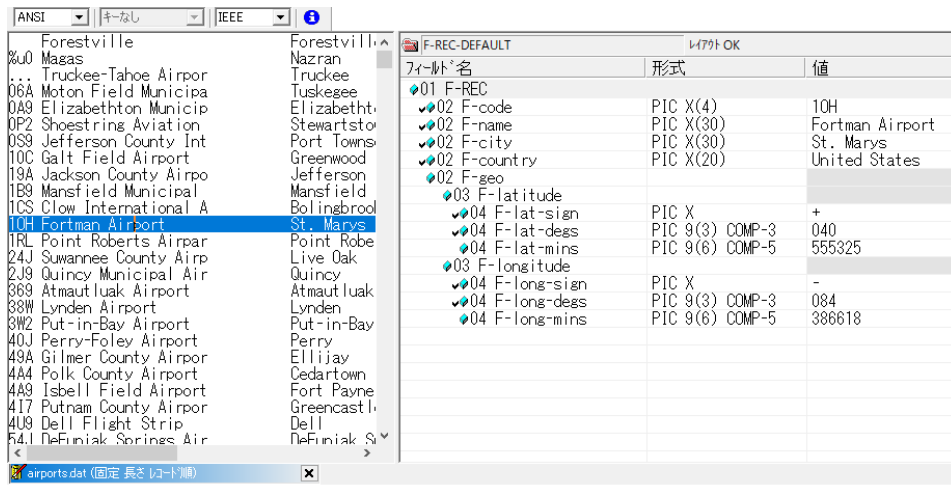 ANSI キーなし IEEE
Forestville Forestvill
%u0 Magas Nazran
... Truckee-Tahoe Airpor Truckee
06A Moton Field Municipa Tuskegee
0A9 Elizabethton Municip Elizabetht
0P2 Shoestring Aviation Stewartsto
0S9 Jefferson County Int Port Towns
10C Galt Field Airport Greenwood
19A Jackson County Airpo Jefferson
1B9 Mansfield Municipal Mansfield
1CS Clow International A Bolingbroo
10H Fortman Airport St. Marys
1RL Point Roberts Airpar Point Robe
24J Suwannee County Airp Live Oak
2J9 Quincy Municipal Air Quincy
369 Atmautluak Airport Atmautluak
38W Lynden Airport Lynden
3W2 Put-in-Bay Airport Put-in-Bay
40J Perry-Foley Airport Perry
49A Gilmer County Airpor Ellijay
4A4 Polk County Airport Cedartown
4A9 Isbell Field Airport Fort Payne
4I7 Putnam County Airpor Greencastl
4U9 Dell Flight Strip Dell
54J DeFuniak Springs Air DeFuniak S
airports.dat (固定 長さ レコード順)
F-REC-DEFAULT レイアウト OK
フィールド名 形式 値
01 F-REC
02 F-code PIC X(4) 10H
02 F-name PIC X(30) Fortman Airport
02 F-city PIC X(30) St. Marys
02 F-country PIC X(20) United States
02 F-geo
03 F-latitude
04 F-lat-sign PIC X +
04 F-lat-degs PIC 9(3) COMP-3 040
04 F-lat-mins PIC 9(6) COMP-5 555325
03 F-longitude
04 F-long-sign PIC X -
04 F-long-degs PIC 9(3) COMP-3 084
04 F-long-mins PIC 9(6) COMP-5 386618